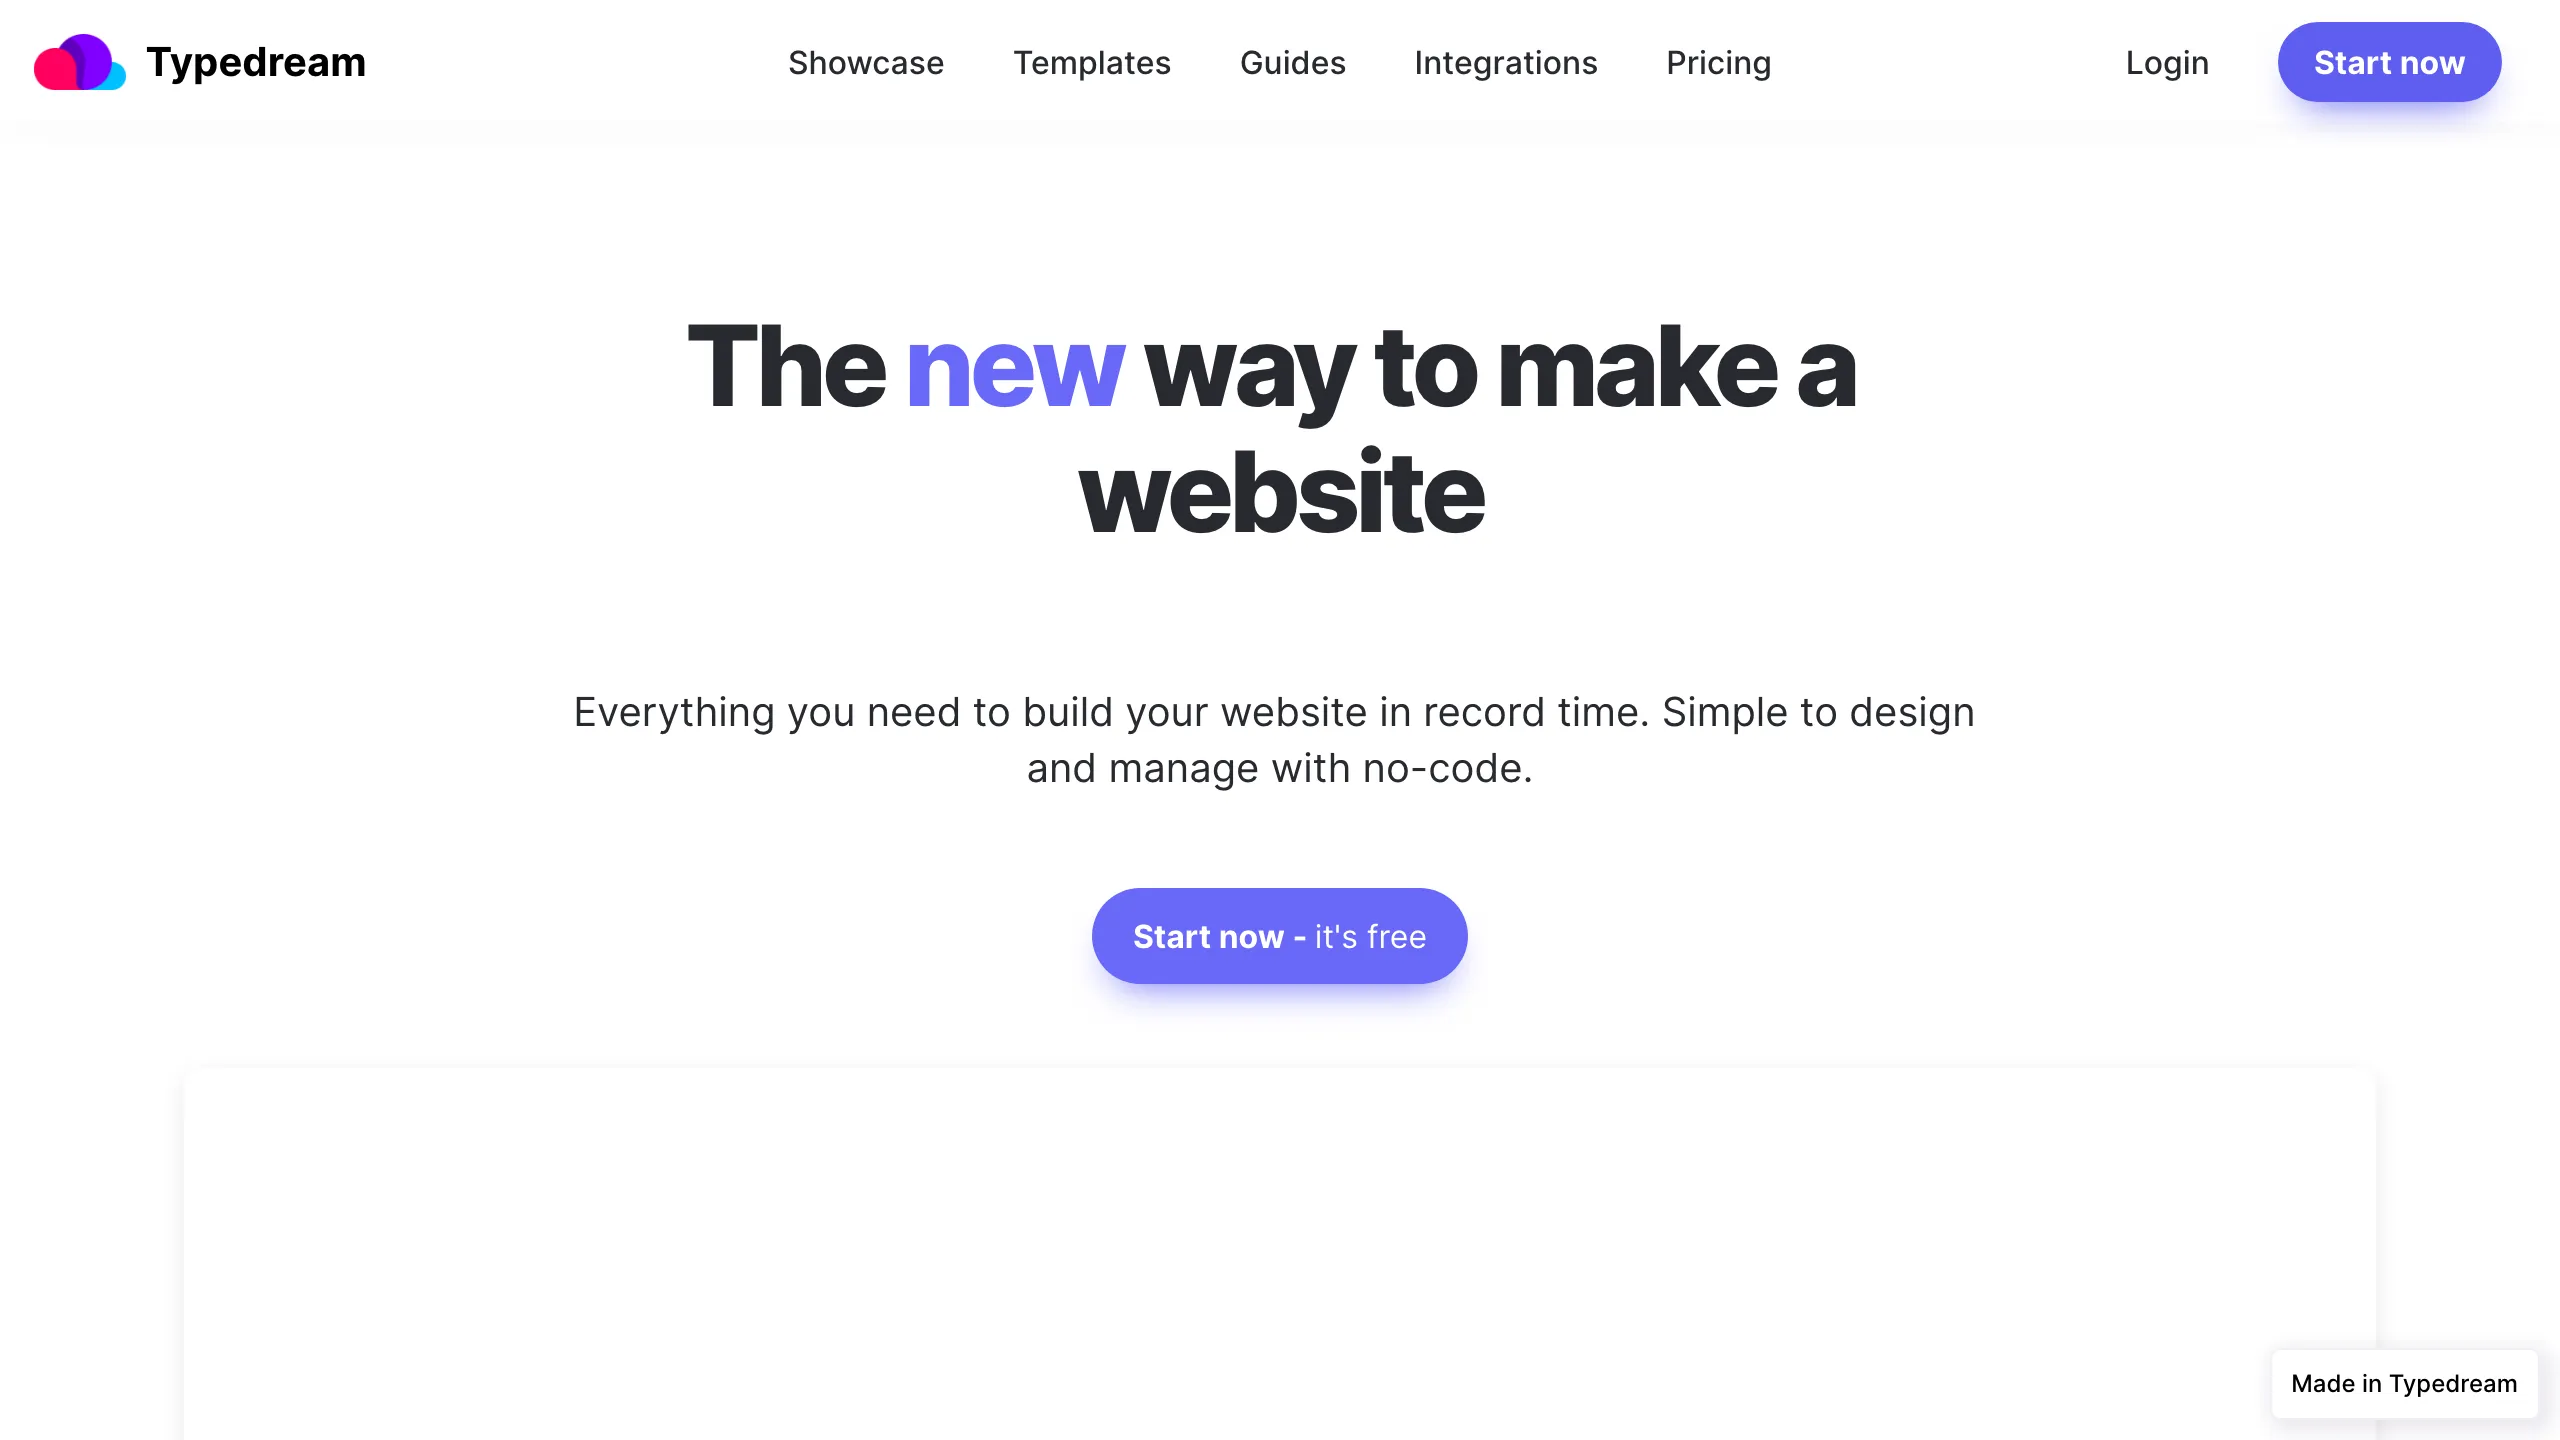 Typedream
Showcase
Templates
Guides
Integrations
Pricing
Login
Start now
The new way to make a
website
Everything you need to build your website in record time. Simple to design
and manage with no-code.
Start now - it's free
Made in Typedream